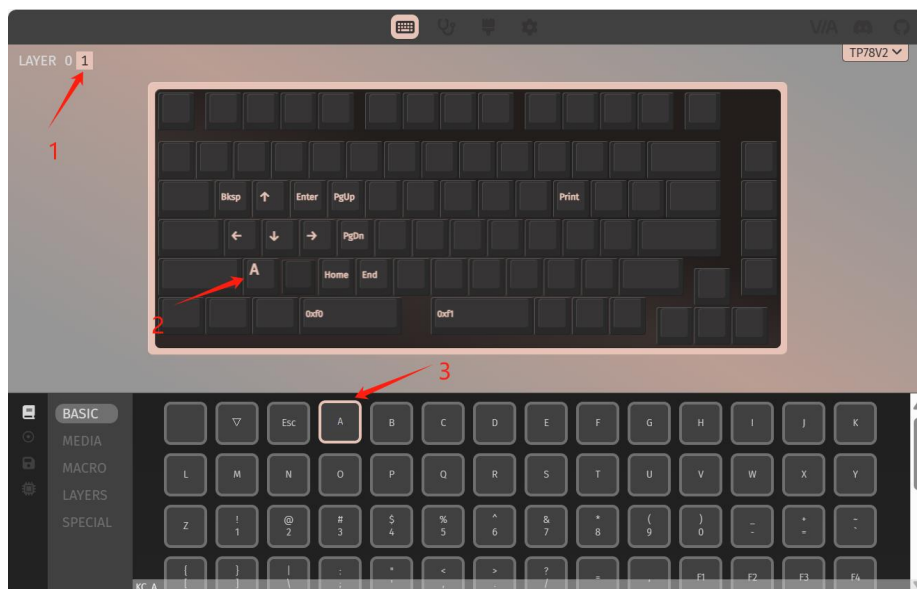 VIA
LAYER 0 1
TP78V2
1
Bksp ↑ Enter PgUp Print
← ↓ → PgDn
A Home End
2
0xf0 0xf1
3
BASIC
MEDIA
MACRO
LAYERS
SPECIAL
▽ Esc A B C D E F G H I J K
L M N O P Q R S T U V W X Y
Z ! 1 @ 2 # 3 $ 4 % 5 ^ 6 & 7 * 8 ( 9 ) 0 _ - + = ~ `
{ [ } ] | \ : ; " ' < , > . ? / = , F1 F2 F3 F4
KC_A